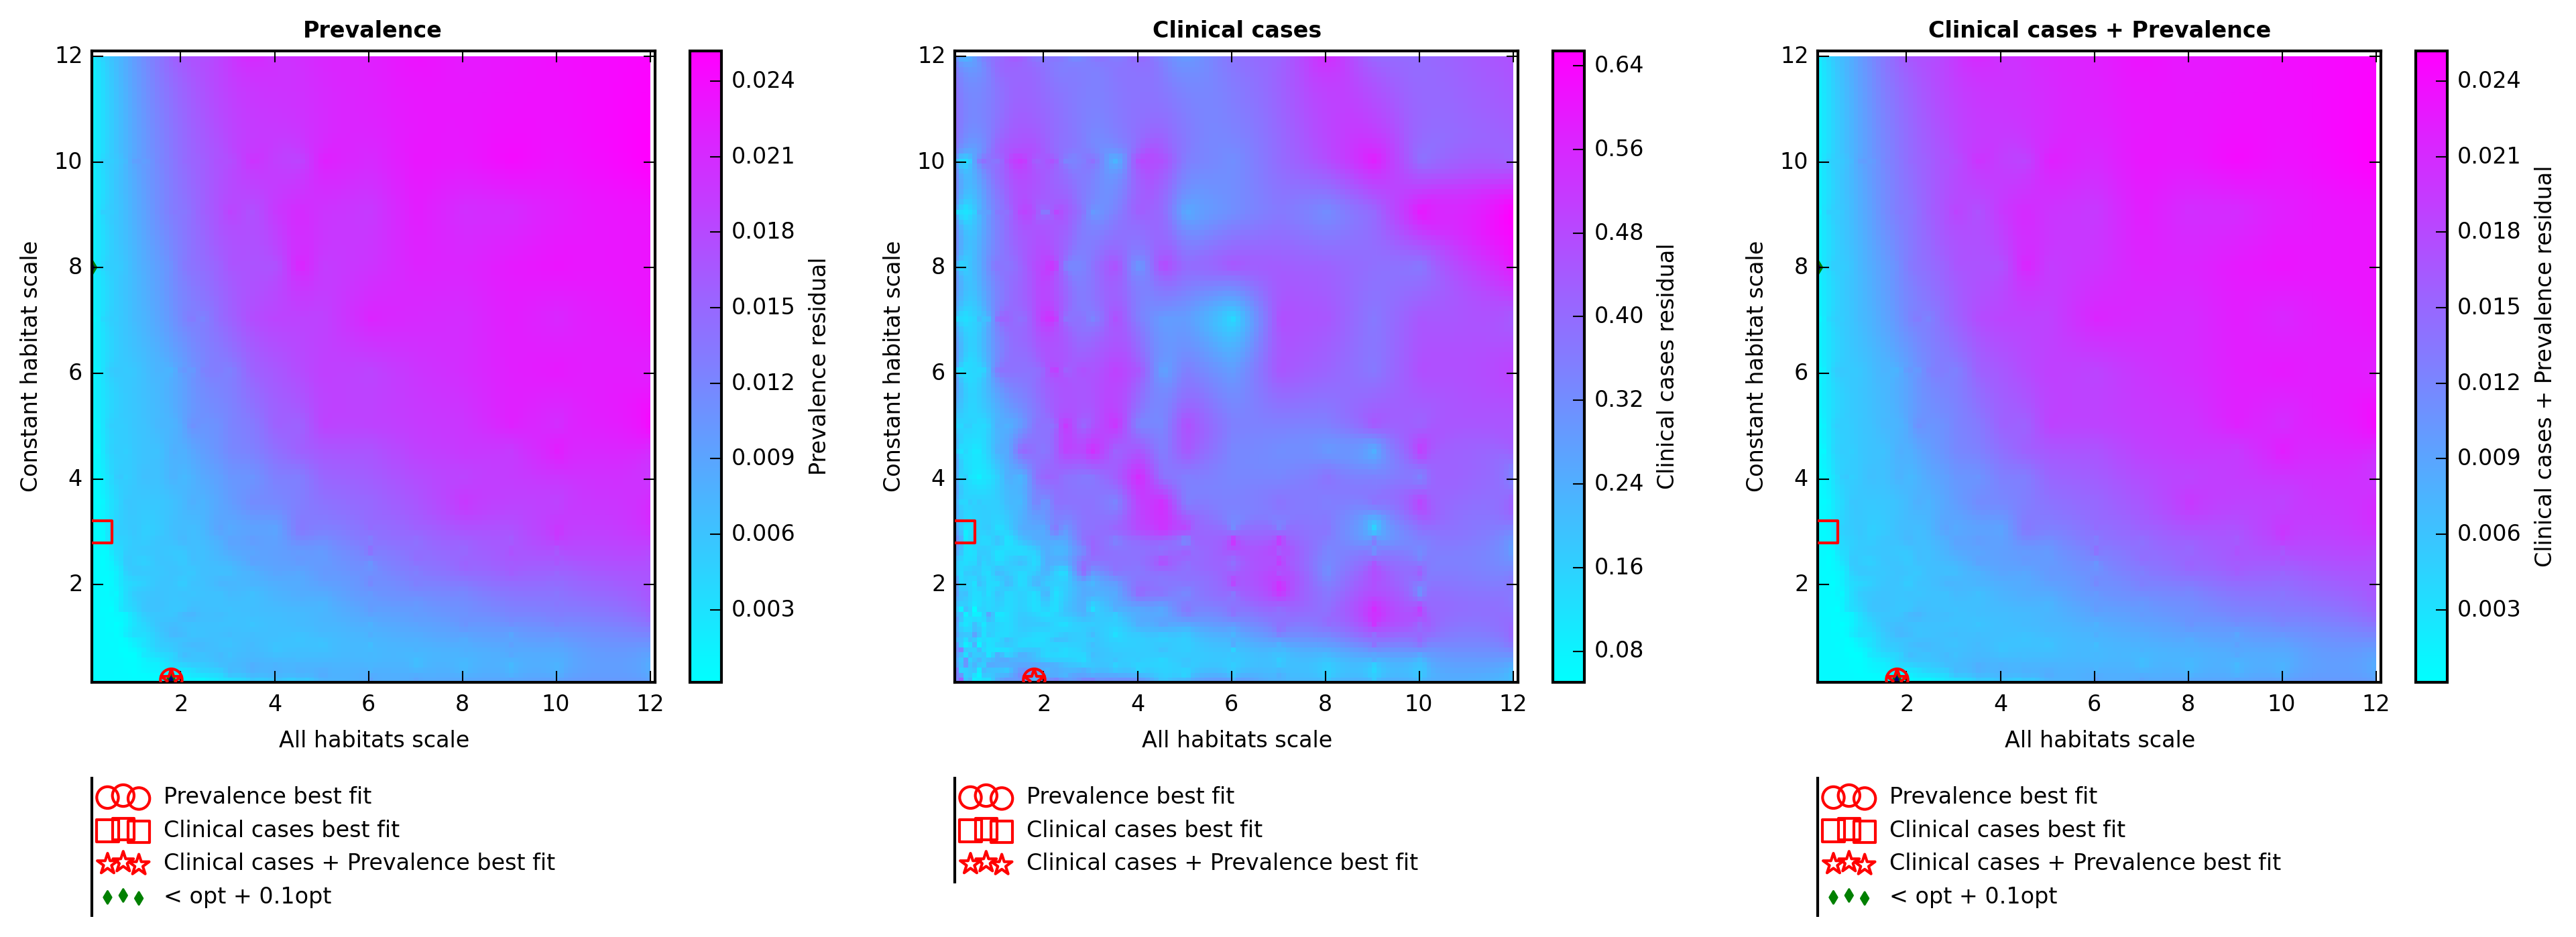 Prevalence
12
10
8
6
4
2
Constant habitat scale
2 4 6 8 10 12
All habitats scale
0.024
0.021
0.018
0.015
0.012
0.009
0.006
0.003
Prevalence residual
Prevalence best fit
Clinical cases best fit
Clinical cases + Prevalence best fit
< opt + 0.1opt
Clinical cases
12
10
8
6
4
2
Constant habitat scale
2 4 6 8 10 12
All habitats scale
0.64
0.56
0.48
0.40
0.32
0.24
0.16
0.08
Clinical cases residual
Prevalence best fit
Clinical cases best fit
Clinical cases + Prevalence best fit
Clinical cases + Prevalence
12
10
8
6
4
2
Constant habitat scale
2 4 6 8 10 12
All habitats scale
0.024
0.021
0.018
0.015
0.012
0.009
0.006
0.003
Clinical cases + Prevalence residual
Prevalence best fit
Clinical cases best fit
Clinical cases + Prevalence best fit
< opt + 0.1opt